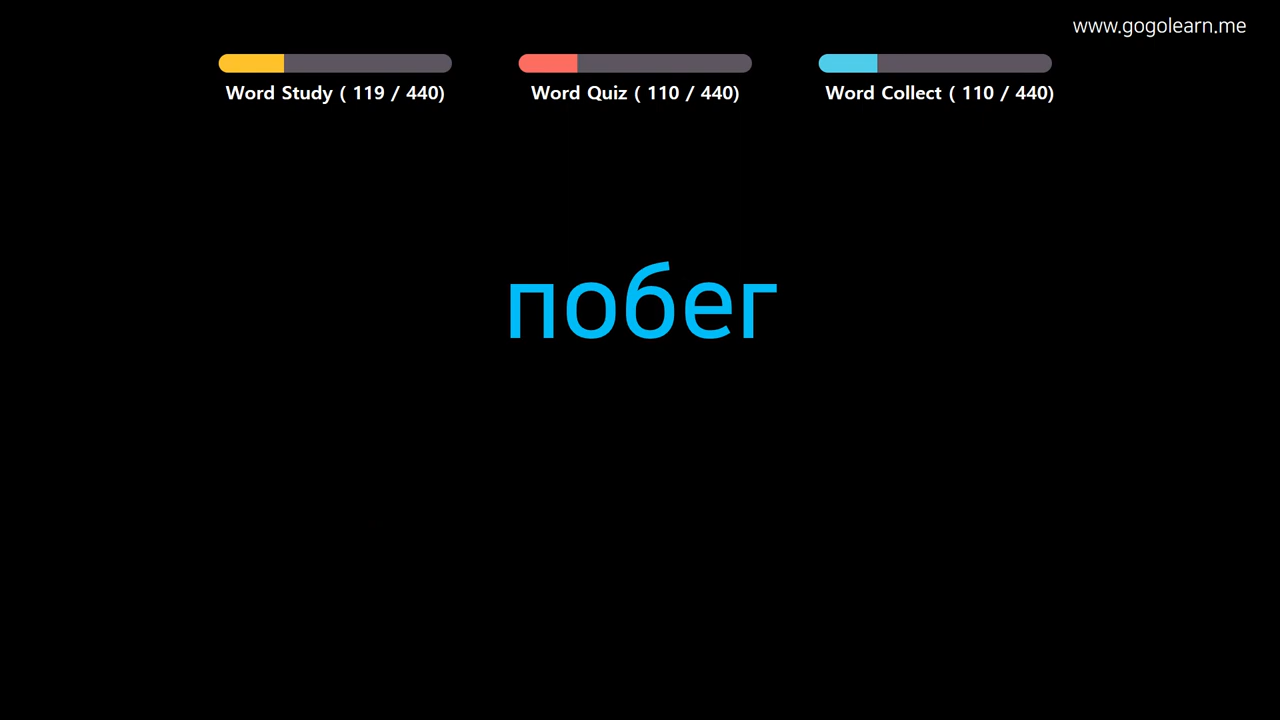 www.gogolearn.me
Word Study ( 119 / 440)
Word Quiz ( 110 / 440)
Word Collect ( 110 / 440)
побег